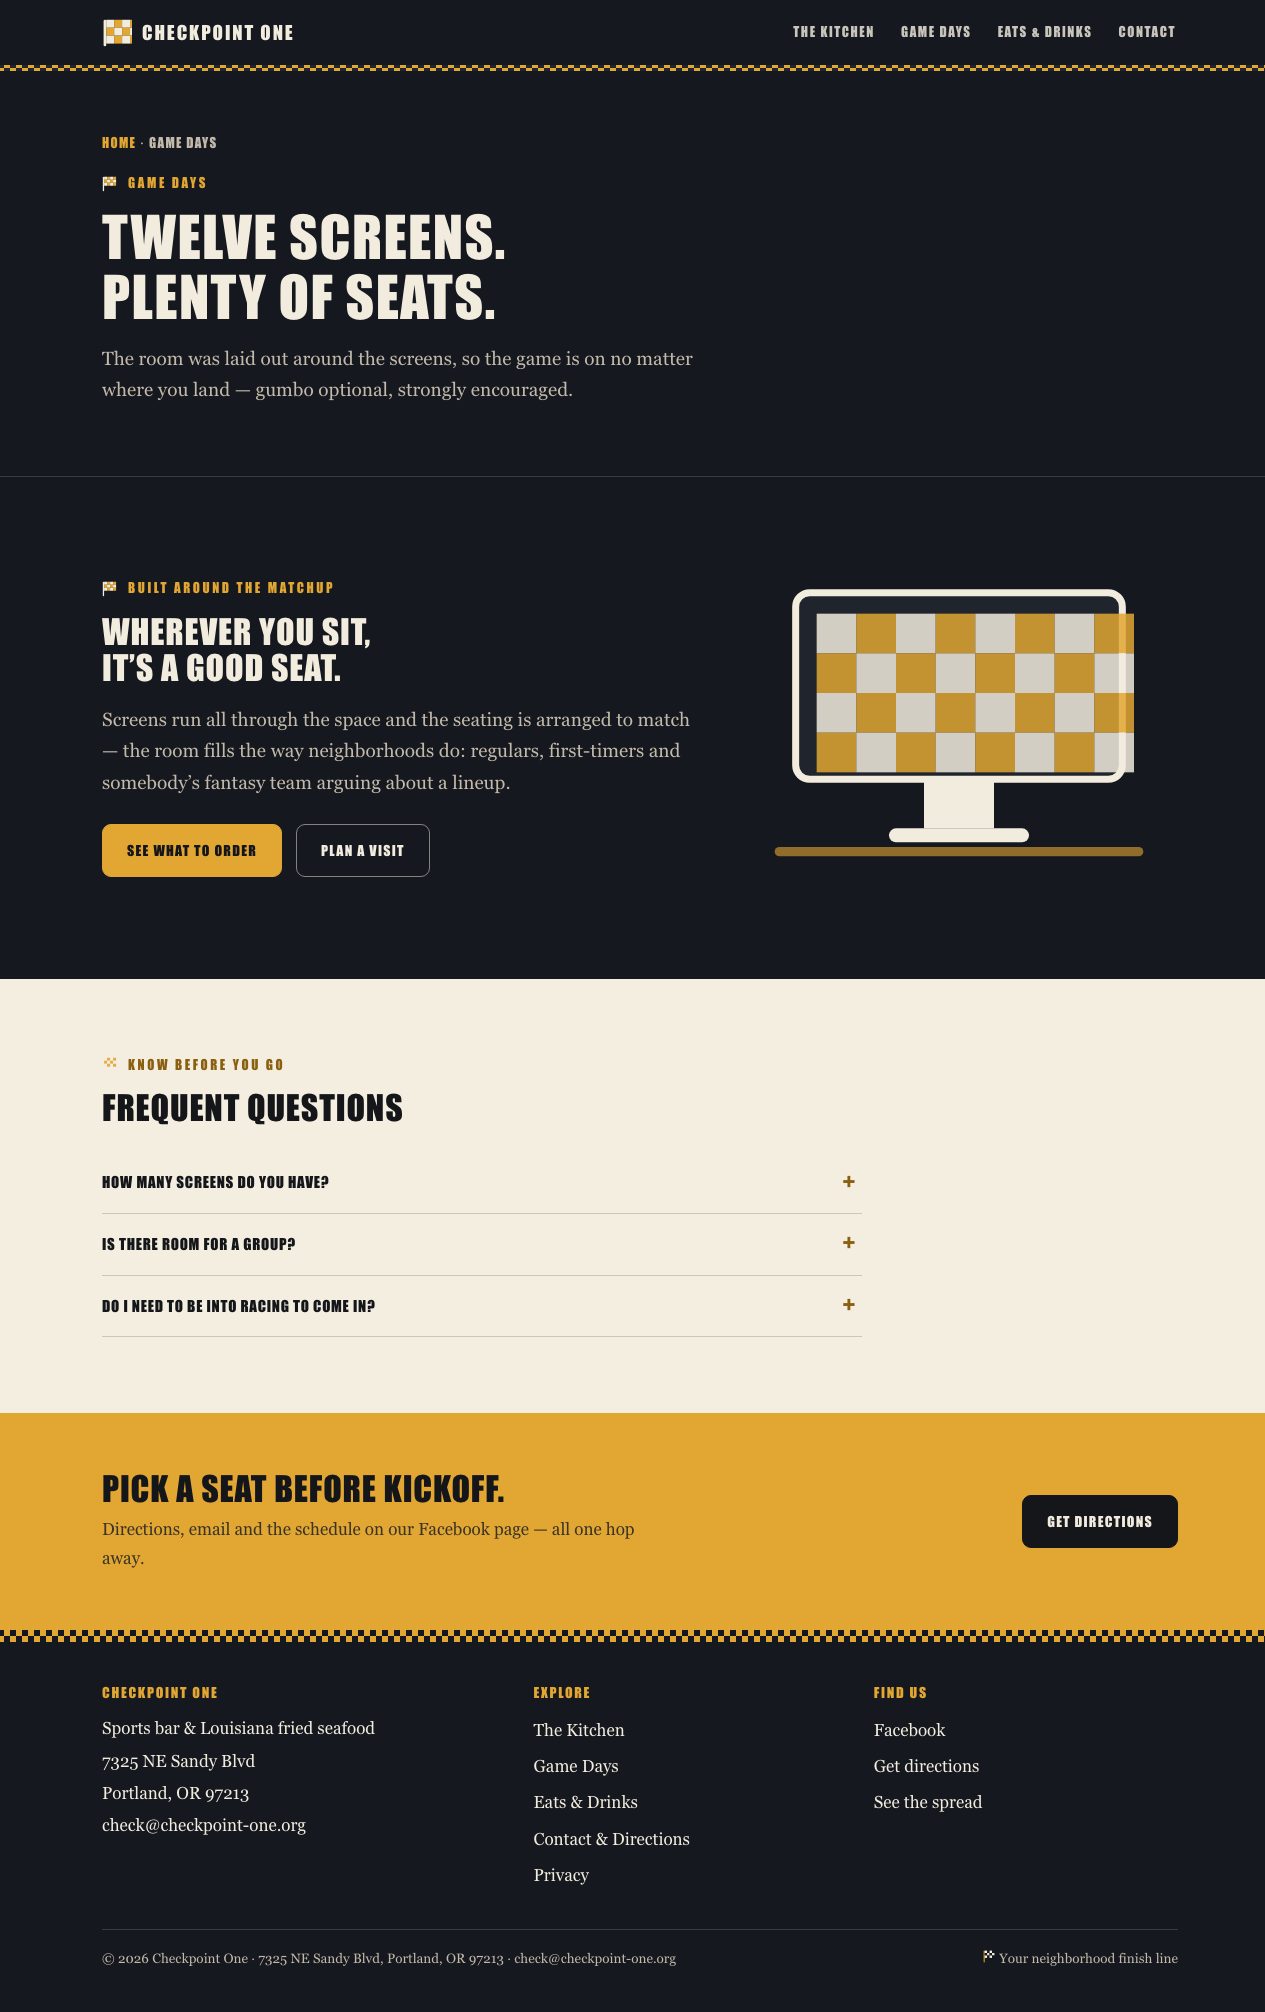 CHECKPOINT ONE
THE KITCHEN GAME DAYS EATS & DRINKS CONTACT
HOME · GAME DAYS
GAME DAYS
TWELVE SCREENS.
PLENTY OF SEATS.
The room was laid out around the screens, so the game is on no matter
where you land — gumbo optional, strongly encouraged.
BUILT AROUND THE MATCHUP
WHEREVER YOU SIT,
IT’S A GOOD SEAT.
Screens run all through the space and the seating is arranged to match
— the room fills the way neighborhoods do: regulars, first-timers and
somebody’s fantasy team arguing about a lineup.
SEE WHAT TO ORDER PLAN A VISIT
KNOW BEFORE YOU GO
FREQUENT QUESTIONS
HOW MANY SCREENS DO YOU HAVE? +
IS THERE ROOM FOR A GROUP? +
DO I NEED TO BE INTO RACING TO COME IN? +
PICK A SEAT BEFORE KICKOFF.
Directions, email and the schedule on our Facebook page — all one hop
away.
GET DIRECTIONS
CHECKPOINT ONE
Sports bar & Louisiana fried seafood
7325 NE Sandy Blvd
Portland, OR 97213
check@checkpoint-one.org
EXPLORE
The Kitchen
Game Days
Eats & Drinks
Contact & Directions
Privacy
FIND US
Facebook
Get directions
See the spread
© 2026 Checkpoint One · 7325 NE Sandy Blvd, Portland, OR 97213 · check@checkpoint-one.org
Your neighborhood finish line